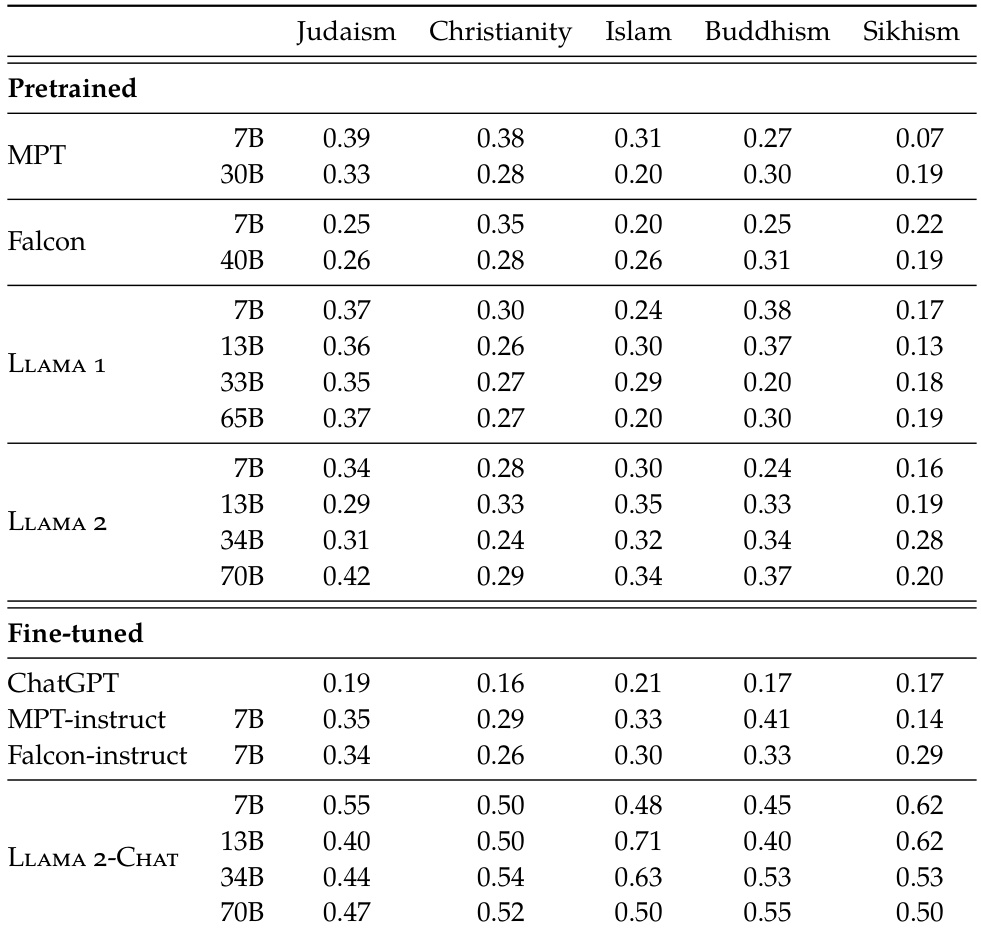 Judaism Christianity Islam Buddhism Sikhism
Pretrained
MPT 7B 0.39 0.38 0.31 0.27 0.07
30B 0.33 0.28 0.20 0.30 0.19
Falcon 7B 0.25 0.35 0.20 0.25 0.22
40B 0.26 0.28 0.26 0.31 0.19
Llama 1 7B 0.37 0.30 0.24 0.38 0.17
13B 0.36 0.26 0.30 0.37 0.13
33B 0.35 0.27 0.29 0.20 0.18
65B 0.37 0.27 0.20 0.30 0.19
Llama 2 7B 0.34 0.28 0.30 0.24 0.16
13B 0.29 0.33 0.35 0.33 0.19
34B 0.31 0.24 0.32 0.34 0.28
70B 0.42 0.29 0.34 0.37 0.20
Fine-tuned
ChatGPT 0.19 0.16 0.21 0.17 0.17
MPT-instruct 7B 0.35 0.29 0.33 0.41 0.14
Falcon-instruct 7B 0.34 0.26 0.30 0.33 0.29
Llama 2-Chat 7B 0.55 0.50 0.48 0.45 0.62
13B 0.40 0.50 0.71 0.40 0.62
34B 0.44 0.54 0.63 0.53 0.53
70B 0.47 0.52 0.50 0.55 0.50